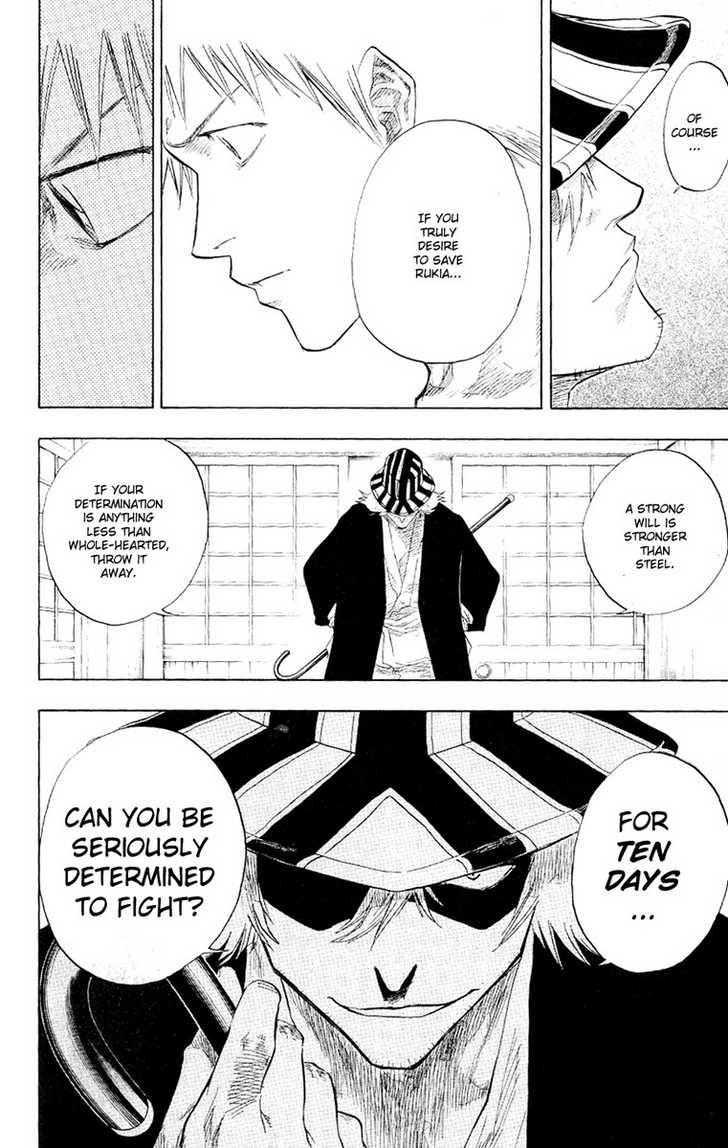 OF
COURSE
...
IF YOU
TRULY
DESIRE
TO SAVE
RUKIA...
A STRONG
WILL IS
STRONGER
THAN
STEEL.
IF YOUR
DETERMINATION
IS ANYTHING
LESS THAN
WHOLE-HEARTED,
THROW IT
AWAY.
FOR
TEN
DAYS
...
CAN YOU BE
SERIOUSLY
DETERMINED
TO FIGHT?